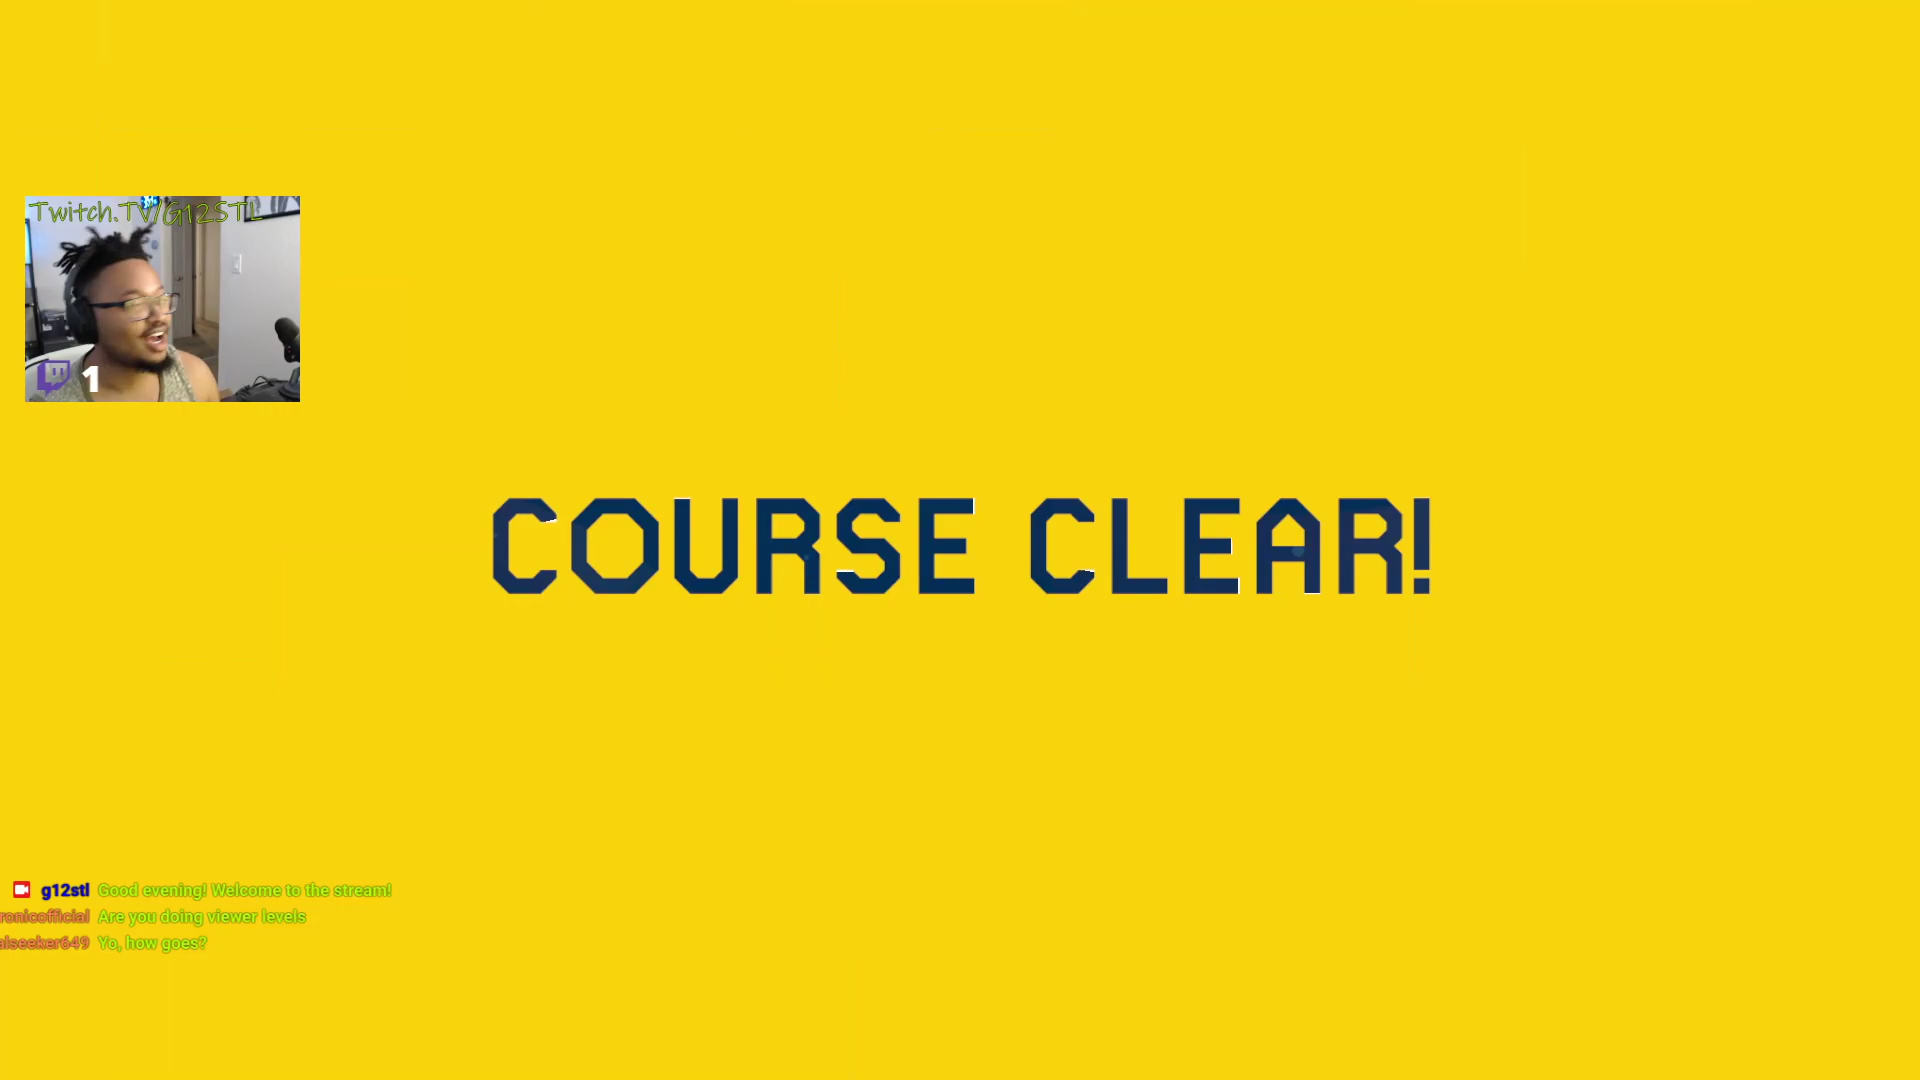 Twitch.TV/G12STL
1
COURSE CLEAR!
g12stl Good evening! Welcome to the stream!
ronicofficial Are you doing viewer levels
alseeker649 Yo, how goes?